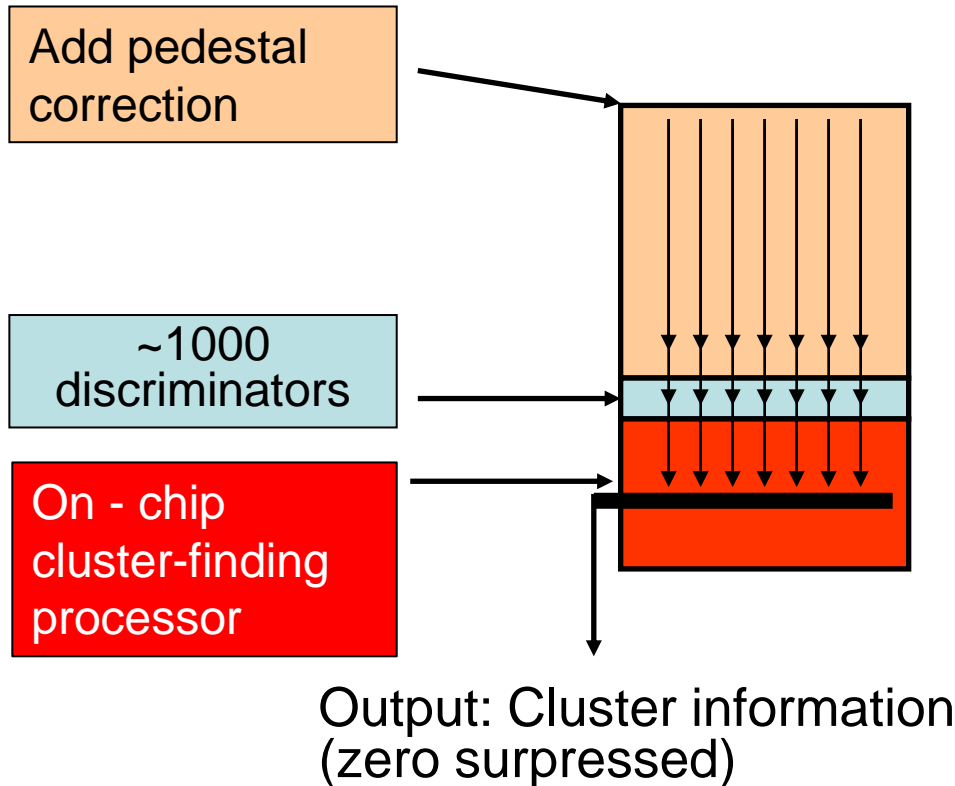 Add pedestal
correction
~1000
discriminators
On - chip
cluster-finding
processor
Output: Cluster information
(zero surpressed)